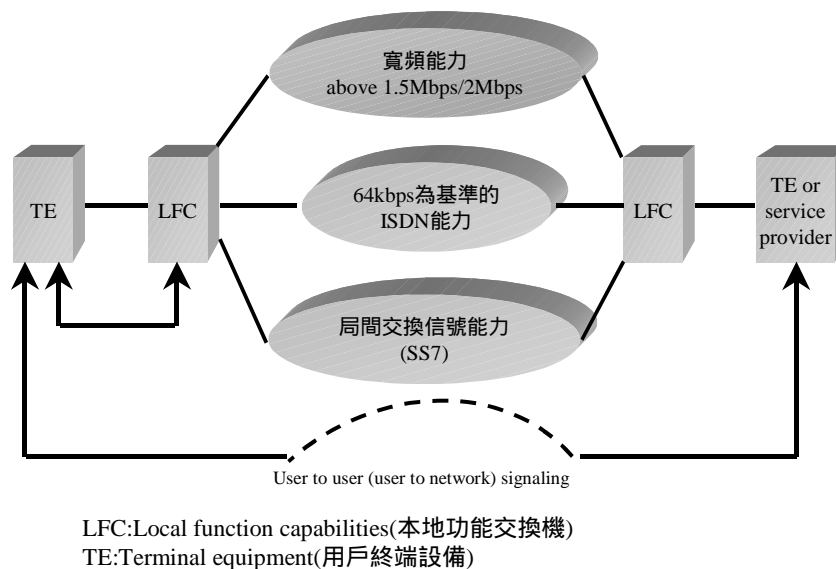 寬頻能力
above 1.5Mbps/2Mbps
TE
LFC
64kbps為基準的
ISDN能力
LFC
TE or
service
provider
局間交換信號能力
(SS7)
User to user (user to network) signaling
LFC:Local function capabilities(本地功能交換機)
TE:Terminal equipment(用戶終端設備)